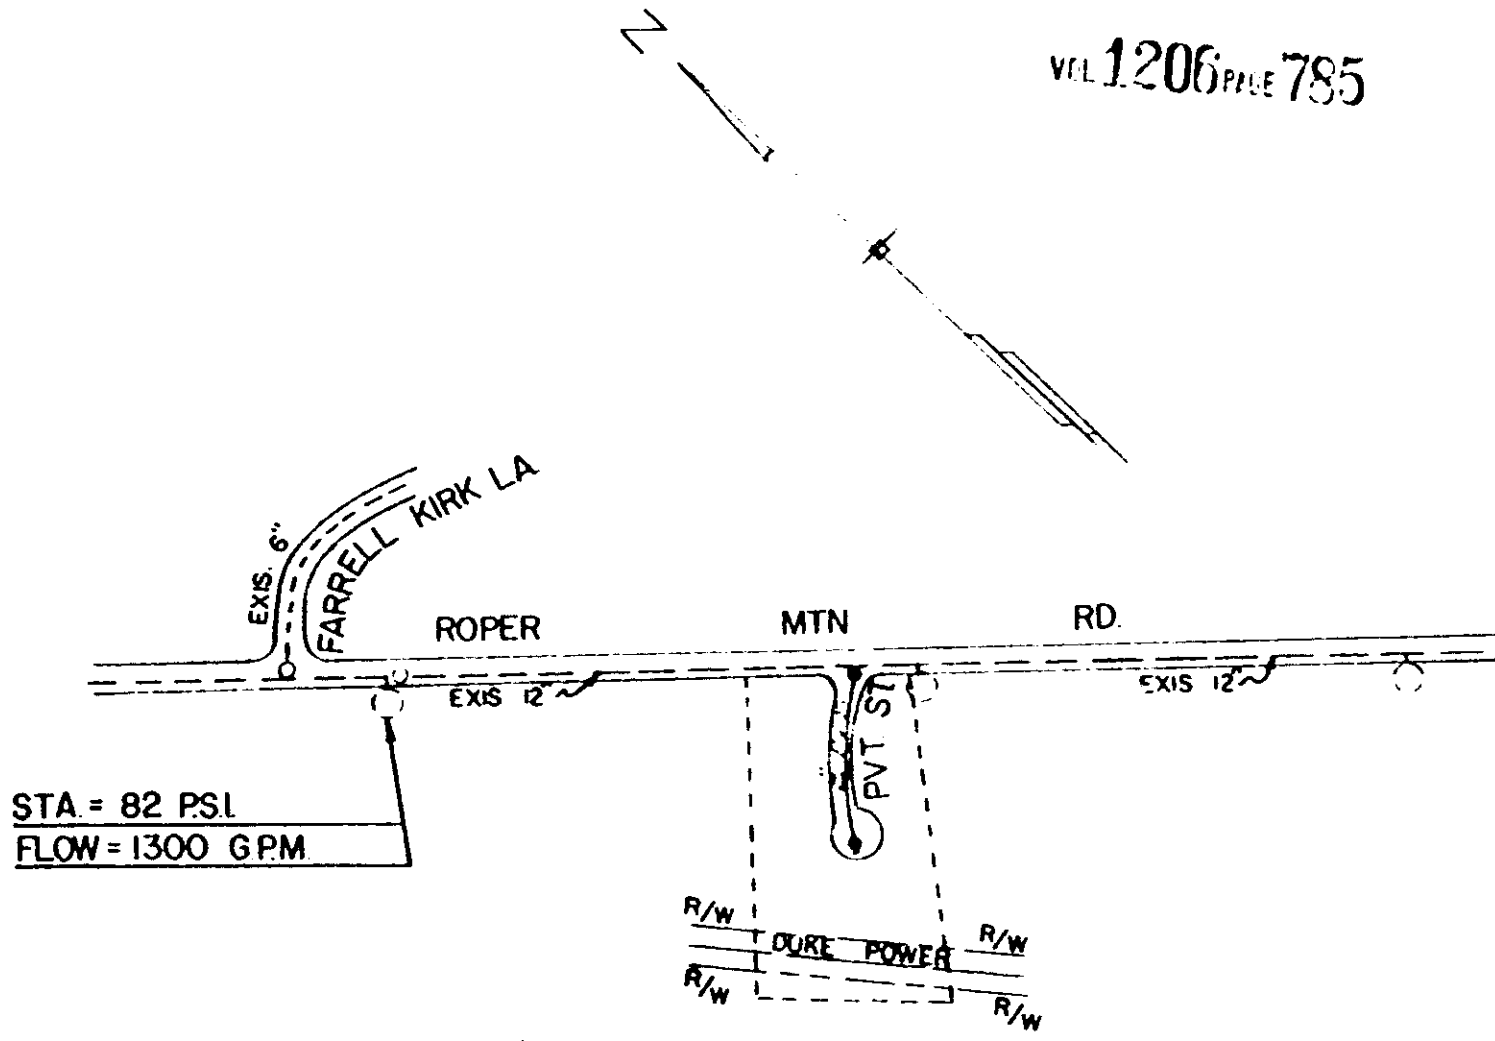 N
VOL 1206 PAGE 785
EXIS. 6"
FARRELL KIRK LA
ROPER MTN RD.
EXIS 12"
EXIS 12"
PVT. ST
STA. = 82 P.S.I.
FLOW = 1300 G.P.M.
R/W
R/W
DUKE POWER
R/W
R/W